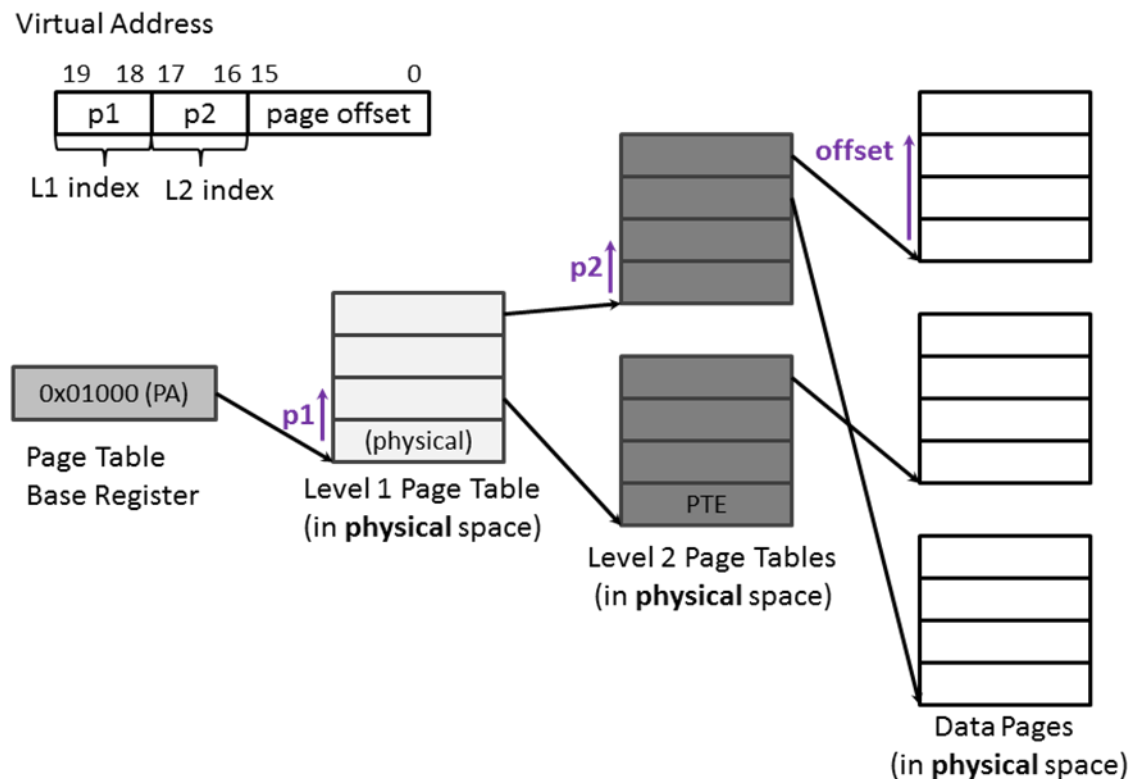 Virtual Address
19 18 17 16 15 0
p1 p2 page offset
L1 index L2 index
offset
p2
0x01000 (PA)
p1
(physical)
Page Table
Base Register
Level 1 Page Table
(in physical space)
PTE
Level 2 Page Tables
(in physical space)
Data Pages
(in physical space)